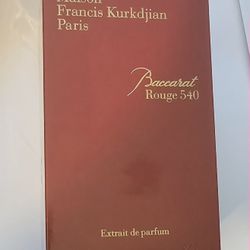 Maison
Francis Kurkdjian
Paris
Baccarat
Rouge 540
Extrait de parfum